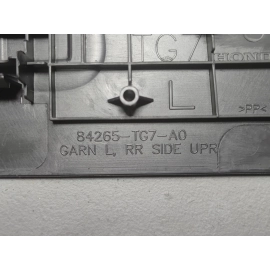 TG7
L
>PP<
84265-TG7-A0
GARN L, RR SIDE UPR